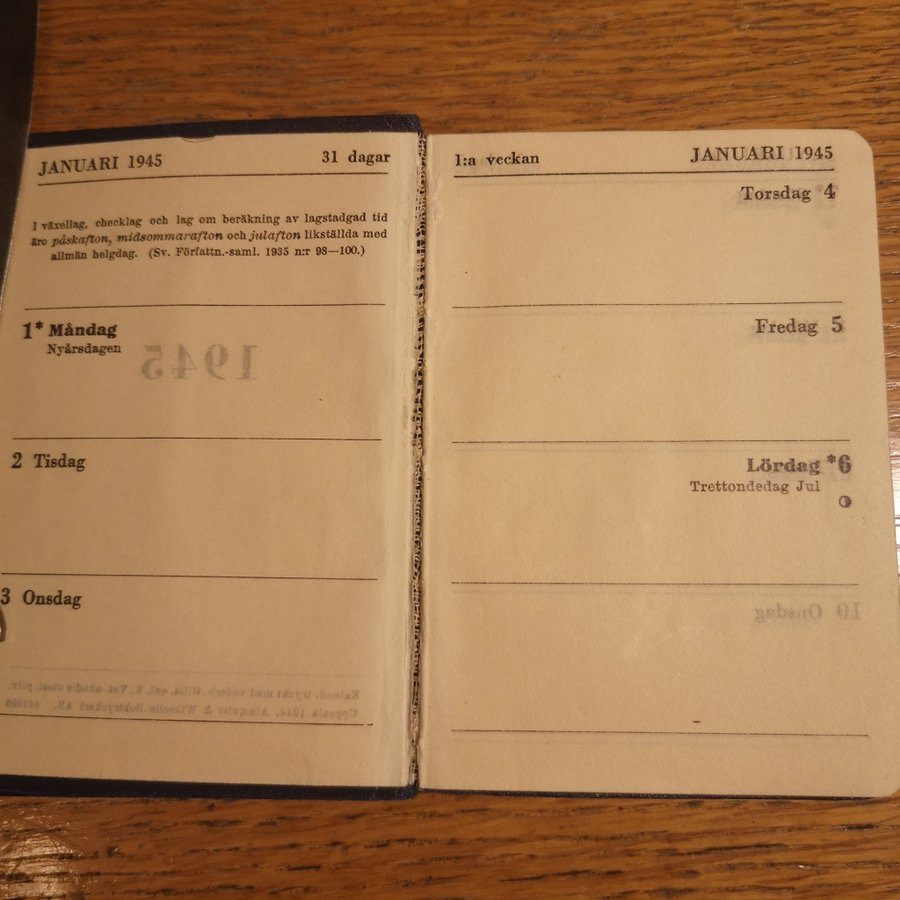 JANUARI 1945 31 dagar
I växellag, checklag och lag om beräkning av lagstadgad tid
äro påskafton, midsommarafton och julafton likställda med
allmän helgdag. (Sv. Författn.-saml. 1935 n:r 98—100.)
1* Måndag
Nyårsdagen
1945
2 Tisdag
3 Onsdag
1:a veckan JANUARI 1945
Torsdag 4
Fredag 5
Lördag *6
Trettondedag Jul
10 Onsdag